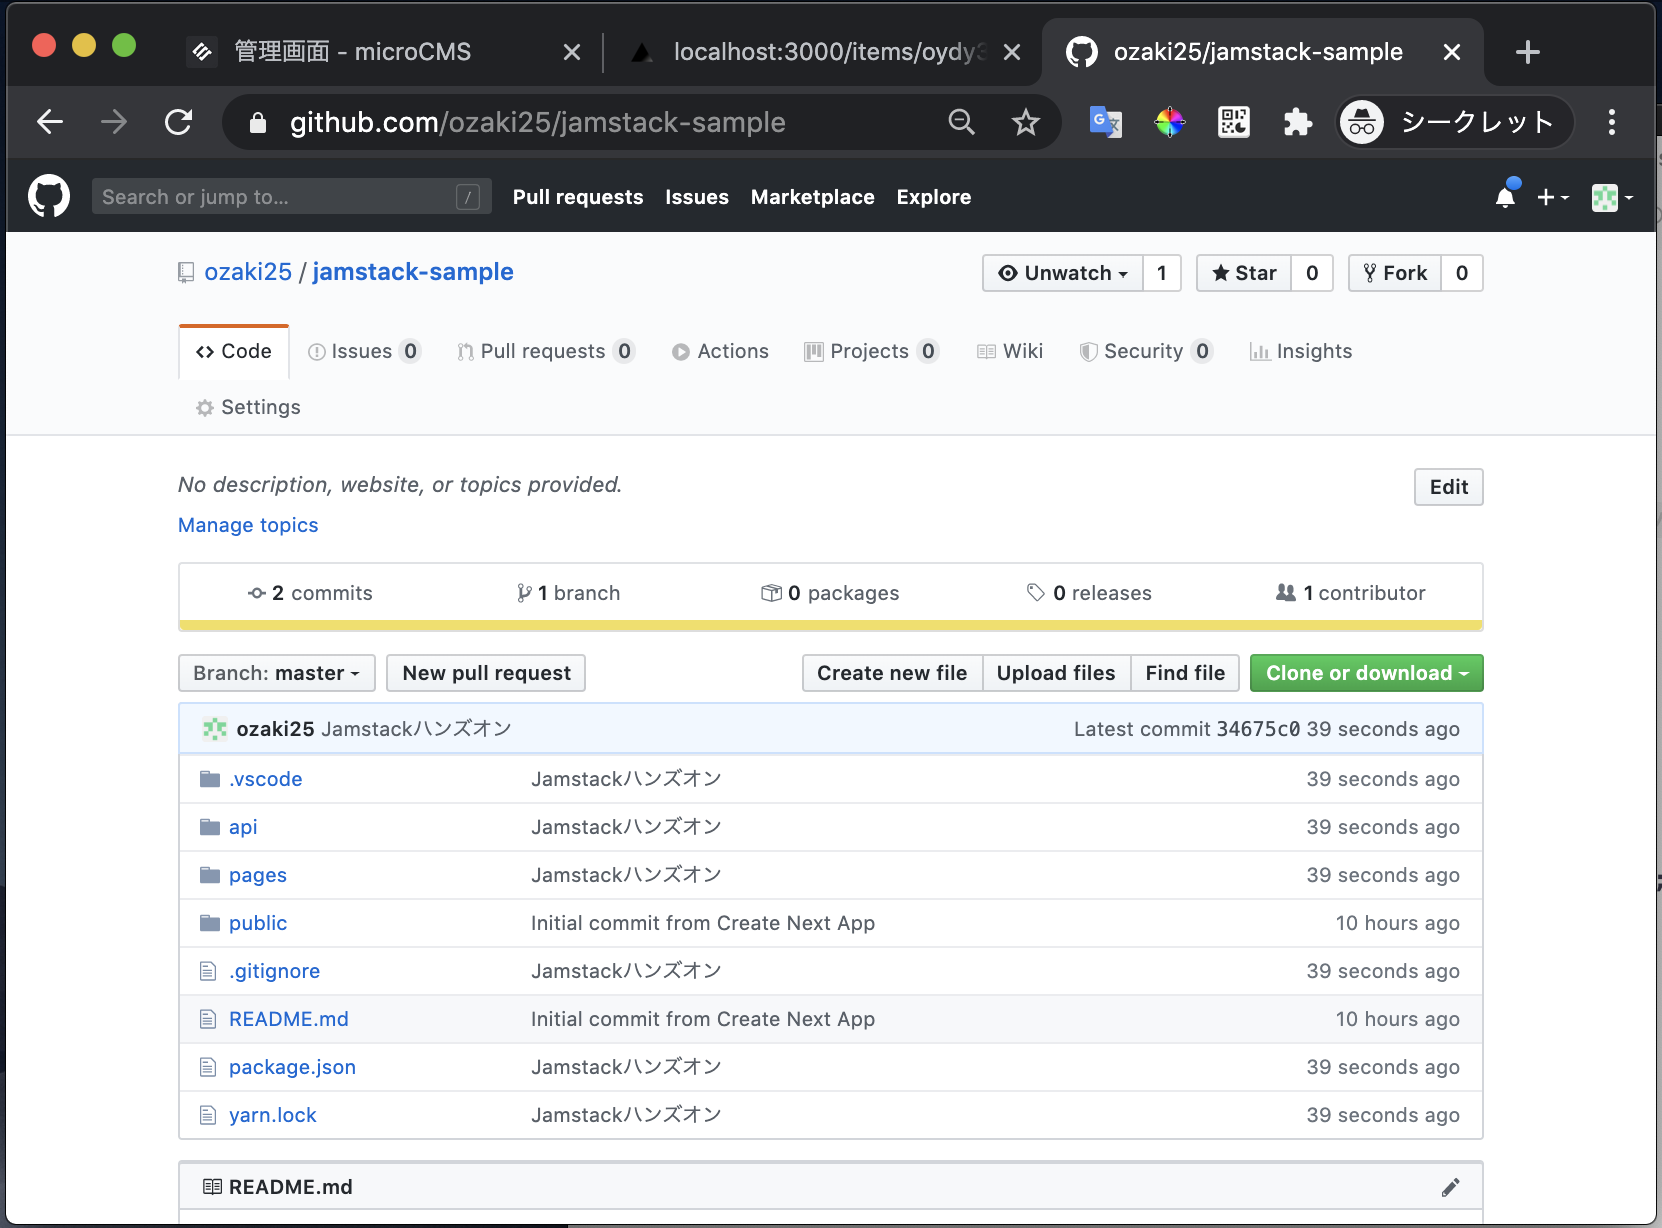 管理画面 - microCMS
localhost:3000/items/oydy
ozaki25/jamstack-sample
github.com/ozaki25/jamstack-sample
シークレット
Search or jump to... /
Pull requests Issues Marketplace Explore
ozaki25 / jamstack-sample
Unwatch 1 Star 0 Fork 0
Code Issues 0 Pull requests 0 Actions Projects 0 Wiki Security 0 Insights
Settings
No description, website, or topics provided.
Edit
Manage topics
2 commits 1 branch 0 packages 0 releases 1 contributor
Branch: master New pull request Create new file Upload files Find file Clone or download
ozaki25 Jamstackハンズオン Latest commit 34675c0 39 seconds ago
.vscode Jamstackハンズオン 39 seconds ago
api Jamstackハンズオン 39 seconds ago
pages Jamstackハンズオン 39 seconds ago
public Initial commit from Create Next App 10 hours ago
.gitignore Jamstackハンズオン 39 seconds ago
README.md Initial commit from Create Next App 10 hours ago
package.json Jamstackハンズオン 39 seconds ago
yarn.lock Jamstackハンズオン 39 seconds ago
README.md